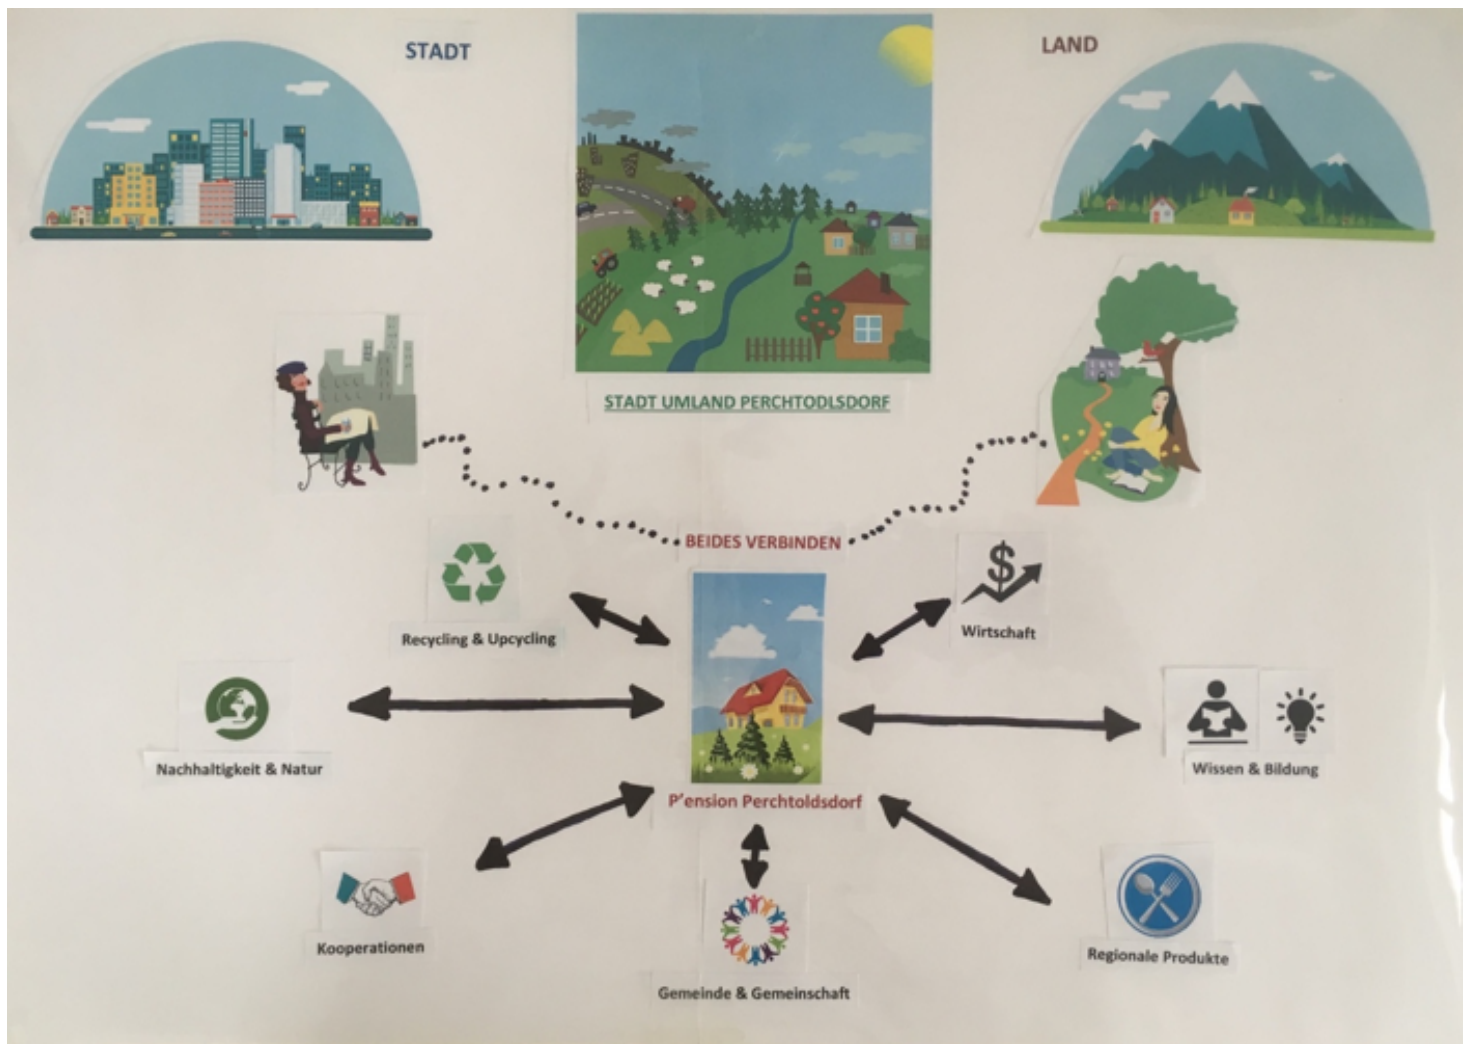 STADT
LAND
STADT UMLAND PERCHTODLSDORF
BEIDES VERBINDEN
Recycling & Upcycling
Wirtschaft
Nachhaltigkeit & Natur
Wissen & Bildung
P'ension Perchtoldsdorf
Kooperationen
Regionale Produkte
Gemeinde & Gemeinschaft